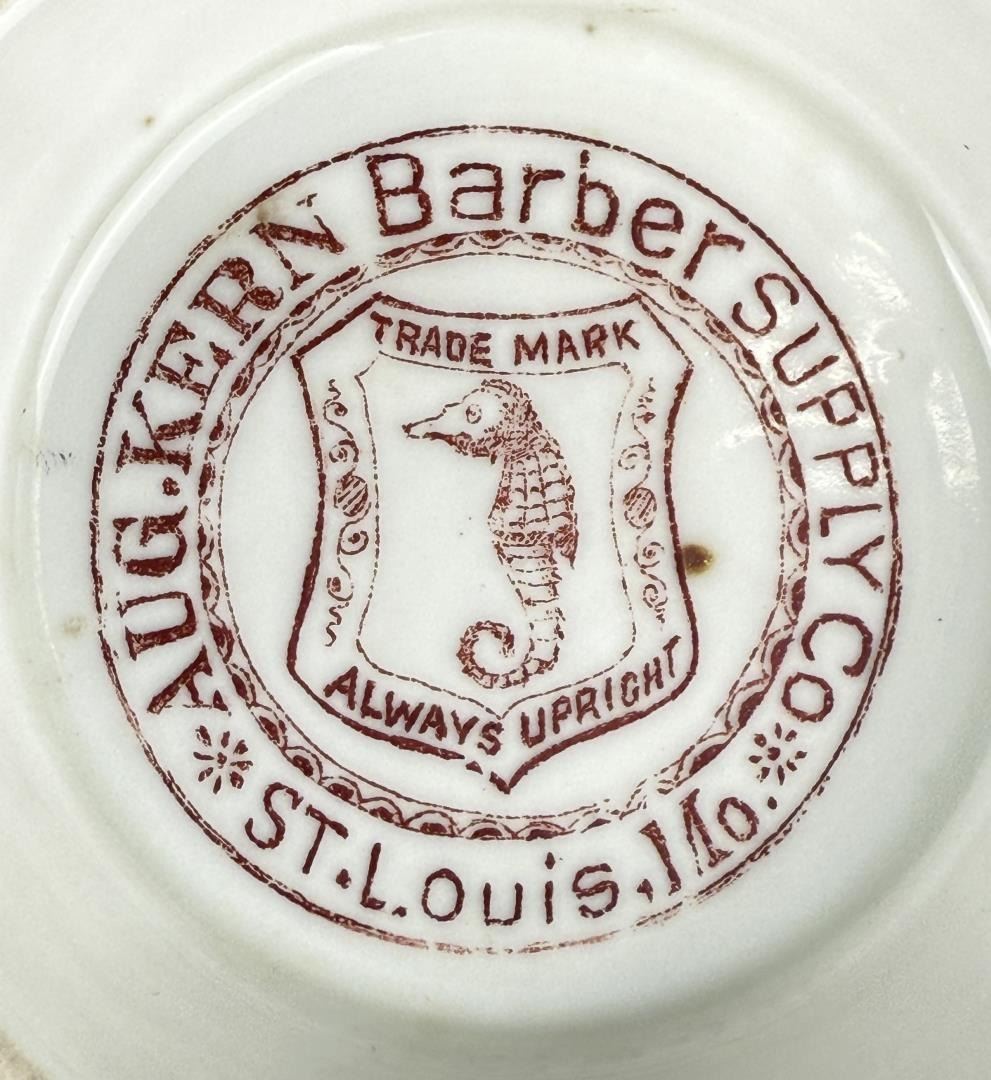 AUG. KERN Barber SUPPLY CO
ST. Louis, Mo.
TRADE MARK
ALWAYS UPRIGHT